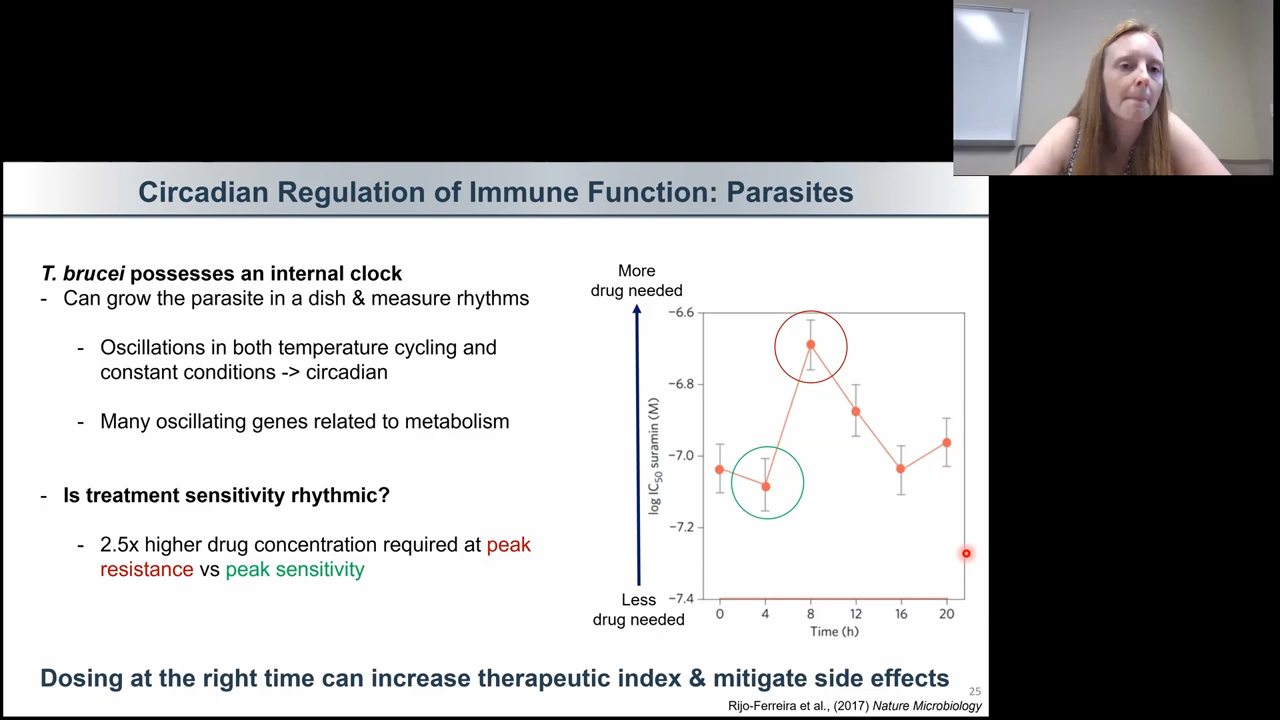 Circadian Regulation of Immune Function: Parasites
T. brucei possesses an internal clock
- Can grow the parasite in a dish & measure rhythms
- Oscillations in both temperature cycling and
constant conditions -> circadian
- Many oscillating genes related to metabolism
- Is treatment sensitivity rhythmic?
- 2.5x higher drug concentration required at peak
resistance vs peak sensitivity
More
drug needed
Less
drug needed
log IC50 suramin (M)
−6.6
−6.8
−7.0
−7.2
−7.4
0 4 8 12 16 20
Time (h)
Dosing at the right time can increase therapeutic index & mitigate side effects
25
Rijo-Ferreira et al., (2017) Nature Microbiology